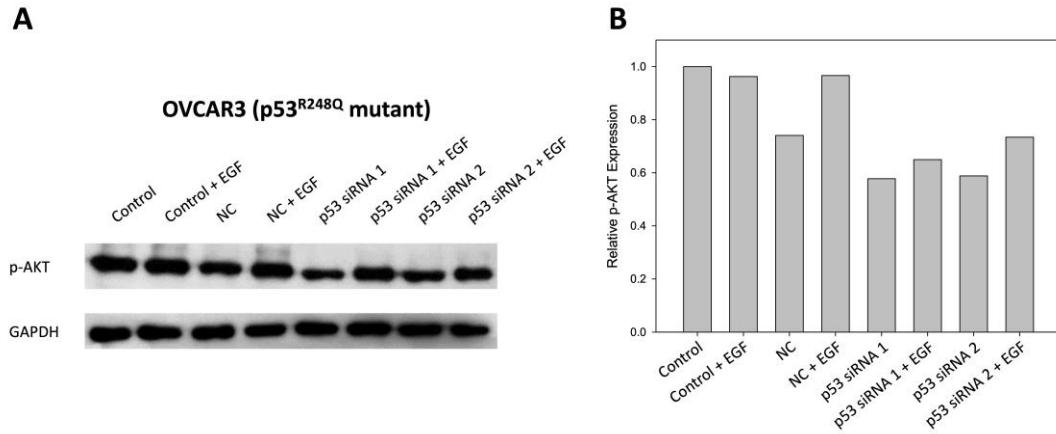 A
OVCAR3 (p53R248Q mutant)
Control
Control + EGF
NC
NC + EGF
p53 siRNA 1
p53 siRNA 1 + EGF
p53 siRNA 2
p53 siRNA 2 + EGF
p-AKT
GAPDH
B
Relative p-AKT Expression
1.0
0.8
0.6
0.4
0.2
0.0
Control
Control + EGF
NC
NC + EGF
p53 siRNA 1
p53 siRNA 1 + EGF
p53 siRNA 2
p53 siRNA 2 + EGF